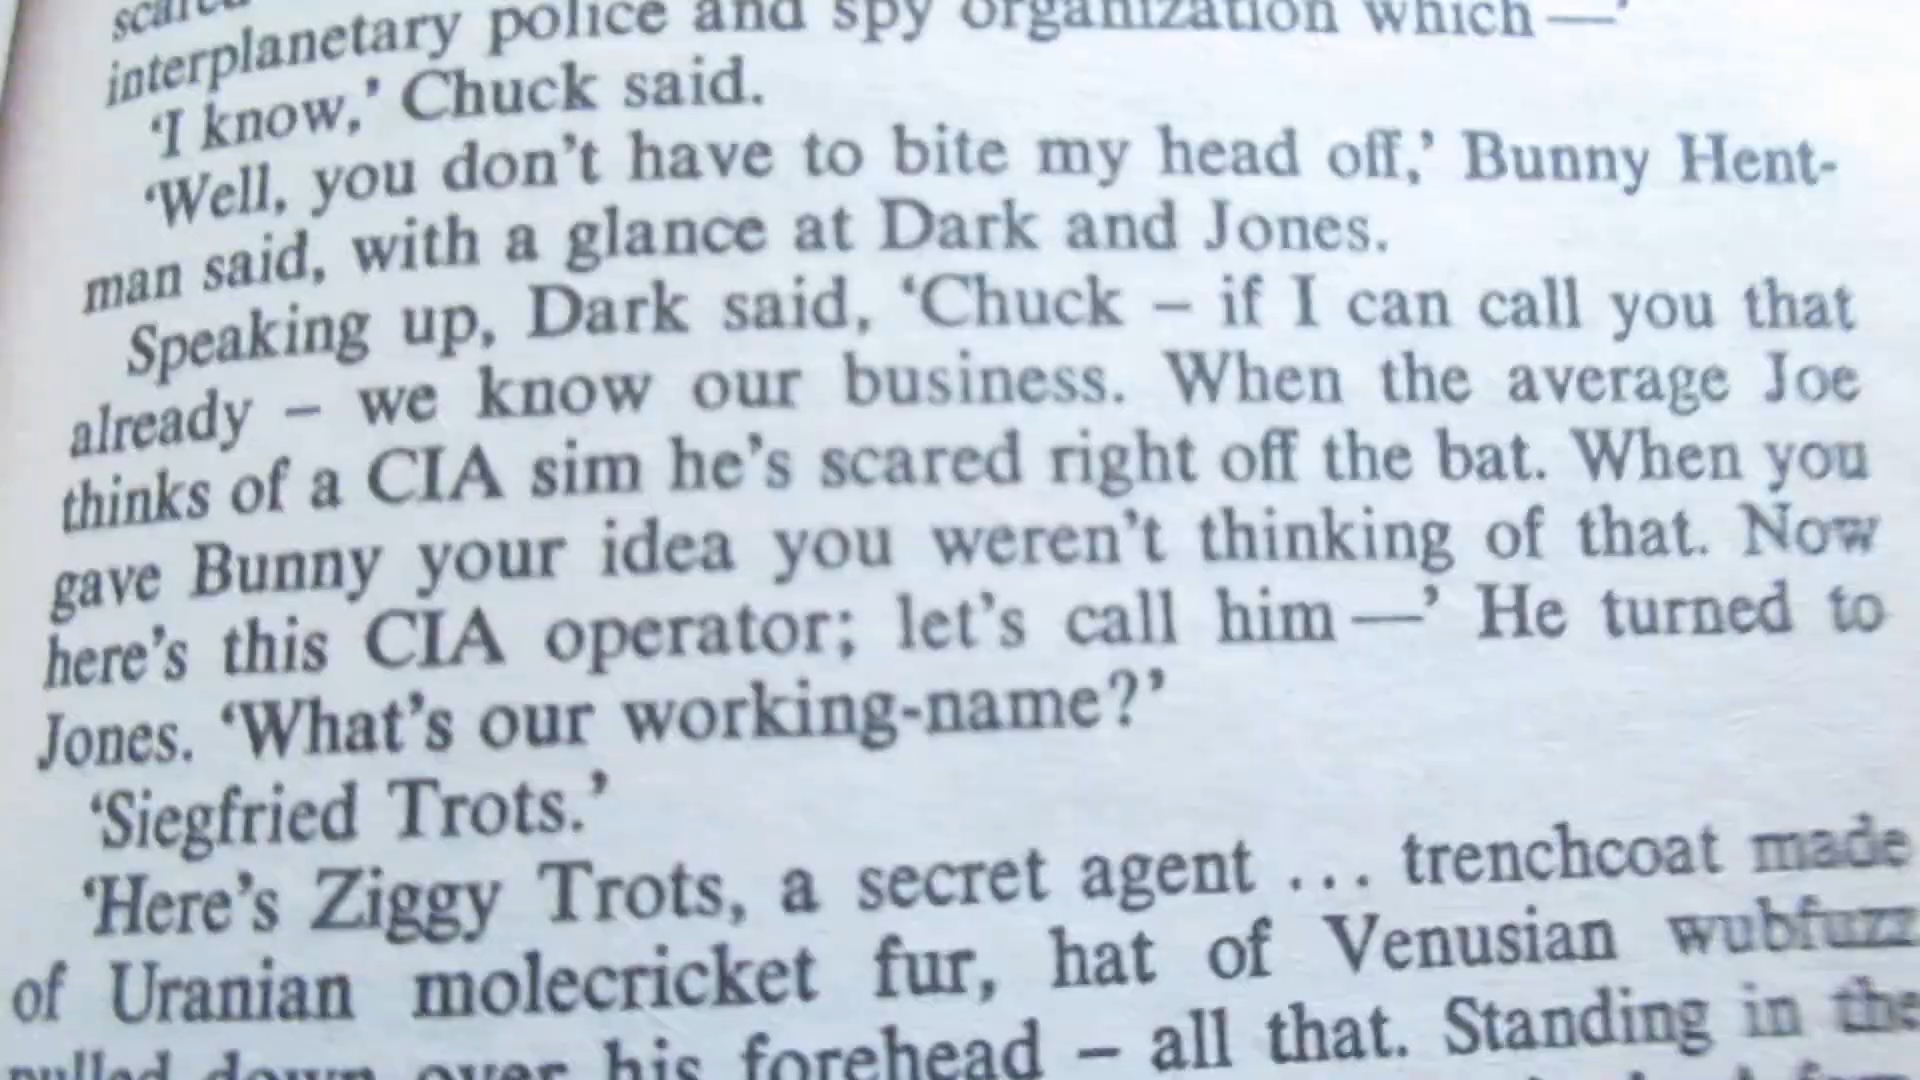 scared
interplanetary police and spy organization which —’
‘I know,’ Chuck said.
‘Well, you don’t have to bite my head off,’ Bunny Hent-
man said, with a glance at Dark and Jones.
Speaking up, Dark said, ‘Chuck – if I can call you that
already – we know our business. When the average Joe
thinks of a CIA sim he’s scared right off the bat. When you
gave Bunny your idea you weren’t thinking of that. Now
here’s this CIA operator; let’s call him —’ He turned to
Jones. ‘What’s our working-name?’
‘Siegfried Trots.’
‘Here’s Ziggy Trots, a secret agent ... trenchcoat made
of Uranian molecricket fur, hat of Venusian wubfuzz
pulled down over his forehead – all that. Standing in the